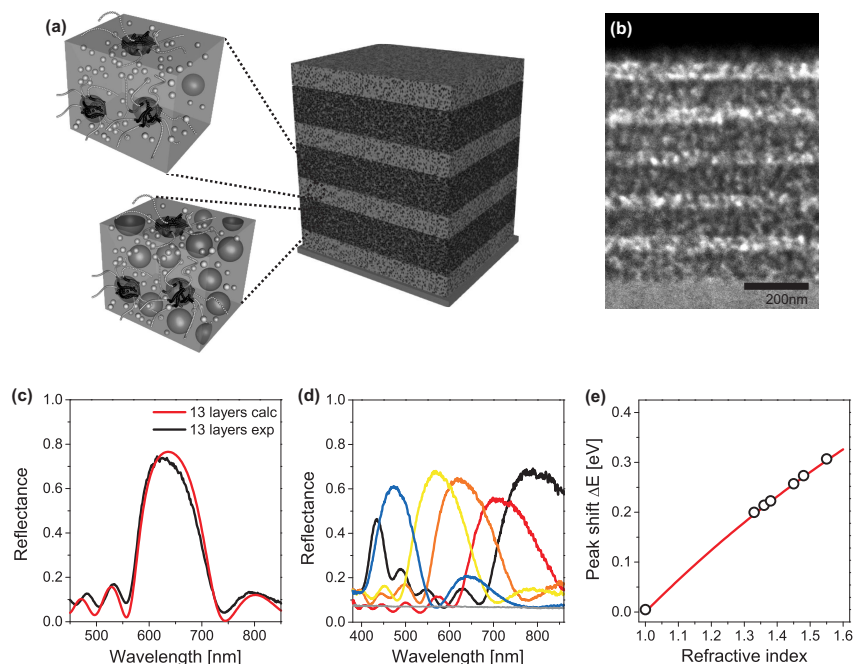 (a)
(b)
200nm
(c)
1.0
0.8
0.6
0.4
0.2
0.0
Reflectance
13 layers calc
13 layers exp
500 600 700 800
Wavelength [nm]
(d)
1.0
0.8
0.6
0.4
0.2
0.0
Reflectance
400 500 600 700 800
Wavelength [nm]
(e)
0.4
0.3
0.2
0.1
0.0
Peak shift ΔE [eV]
1.0 1.1 1.2 1.3 1.4 1.5 1.6
Refractive index